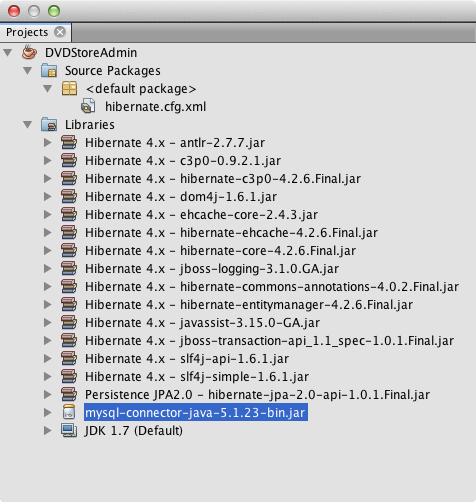 Projects
DVDStoreAdmin
Source Packages
<default package>
hibernate.cfg.xml
Libraries
Hibernate 4.x - antlr-2.7.7.jar
Hibernate 4.x - c3p0-0.9.2.1.jar
Hibernate 4.x - hibernate-c3p0-4.2.6.Final.jar
Hibernate 4.x - dom4j-1.6.1.jar
Hibernate 4.x - ehcache-core-2.4.3.jar
Hibernate 4.x - hibernate-ehcache-4.2.6.Final.jar
Hibernate 4.x - hibernate-core-4.2.6.Final.jar
Hibernate 4.x - jboss-logging-3.1.0.GA.jar
Hibernate 4.x - hibernate-commons-annotations-4.0.2.Final.jar
Hibernate 4.x - hibernate-entitymanager-4.2.6.Final.jar
Hibernate 4.x - javassist-3.15.0-GA.jar
Hibernate 4.x - jboss-transaction-api_1.1_spec-1.0.1.Final.jar
Hibernate 4.x - slf4j-api-1.6.1.jar
Hibernate 4.x - slf4j-simple-1.6.1.jar
Persistence JPA2.0 - hibernate-jpa-2.0-api-1.0.1.Final.jar
mysql-connector-java-5.1.23-bin.jar
JDK 1.7 (Default)